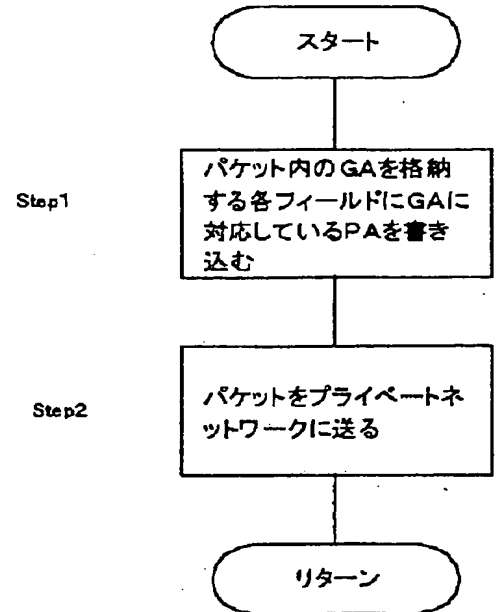 スタート
Step1
パケット内のGAを格納
する各フィールドにGAに
対応しているPAを書き
込む
Step2
パケットをプライベートネ
ットワークに送る
リターン